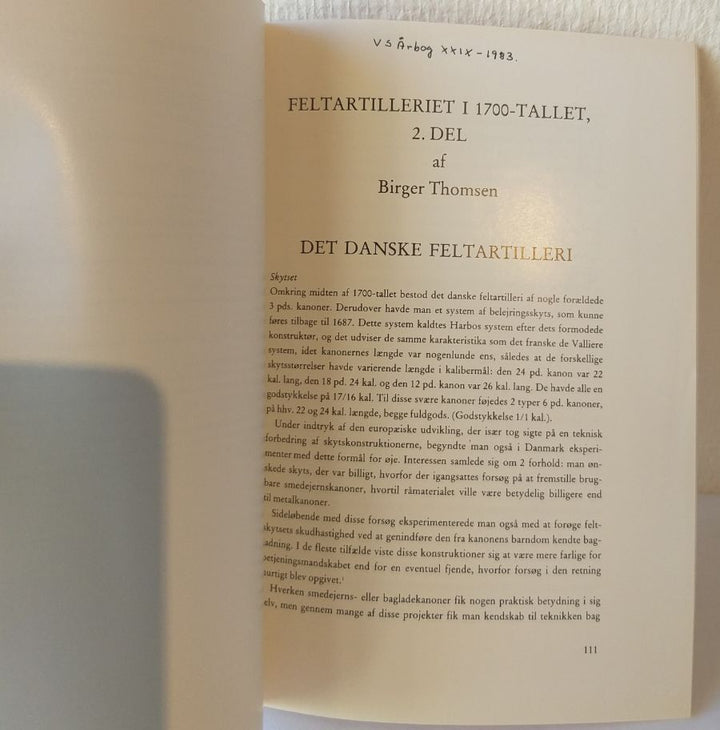 VS Årbog XXIX - 1983.
FELTARTILLERIET I 1700-TALLET,
2. DEL
af
Birger Thomsen
DET DANSKE FELTARTILLERI
Skytset
Omkring midten af 1700-tallet bestod det danske feltartilleri af nogle forældede
3 pds. kanoner. Derudover havde man et system af belejringsskyts, som kunne
føres tilbage til 1687. Dette system kaldtes Harbos system efter dets formodede
konstruktør, og det udviser de samme karakteristika som det franske de Valliere
system, idet kanonernes længde var nogenlunde ens, således at de forskellige
skytsstørrelser havde varierende længde i kalibermål: den 24 pd. kanon var 22
kal. lang, den 18 pd. 24 kal. og den 12 pd. kanon var 26 kal. lang. De havde alle en
godstykkelse på 17/16 kal. Til disse svære kanoner føjedes 2 typer 6 pd. kanoner,
på hhv. 22 og 24 kal. længde, begge fuldgods. (Godstykkelse 1/1 kal.).
Under indtryk af den europæiske udvikling, der især tog sigte på en teknisk
forbedring af skytskonstruktionerne, begyndte man også i Danmark eksperi-
menter med dette formål for øje. Interessen samlede sig om 2 forhold: man øn-
skede skyts, der var billigt, hvorfor der igangsattes forsøg på at fremstille brug-
bare smedejernskanoner, hvortil råmaterialet ville være betydelig billigere end
til metalkanoner.
Sideløbende med disse forsøg eksperimenterede man også med at forøge felt-
skytsets skudhastighed ved at genindføre den fra kanonens barndom kendte bag-
ladning. I de fleste tilfælde viste disse konstruktioner sig at være mere farlige for
betjeningsmandskabet end for en eventuel fjende, hvorfor forsøg i den retning
hurtigt blev opgivet.¹
Hverken smedejerns- eller bagladekanoner fik nogen praktisk betydning i sig
selv, men gennem mange af disse projekter fik man kendskab til teknikken bag
111